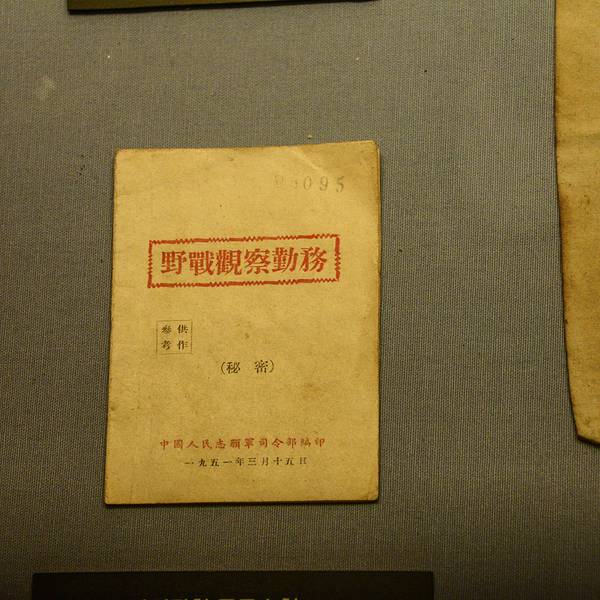 095
野戰觀察勤務
參供
考作
（秘密）
中國人民志願軍司令部編印
一九五一年三月十五日